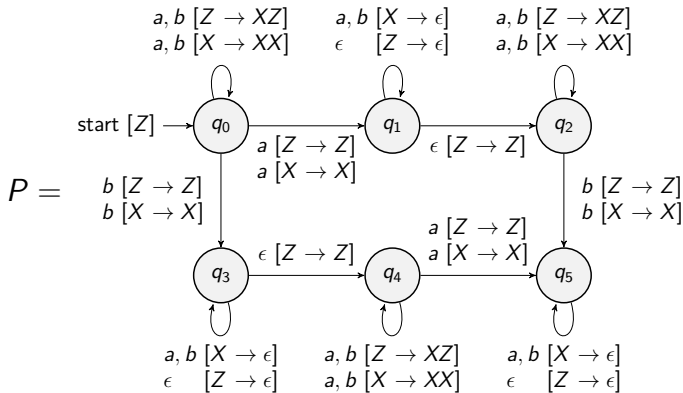 a, b [Z → XZ]
a, b [X → XX]
a, b [X → ϵ]
ϵ [Z → ϵ]
a, b [Z → XZ]
a, b [X → XX]
start [Z]
q0
q1
q2
a [Z → Z]
a [X → X]
ϵ [Z → Z]
P =
b [Z → Z]
b [X → X]
b [Z → Z]
b [X → X]
ϵ [Z → Z]
a [Z → Z]
a [X → X]
q3
q4
q5
a, b [X → ϵ]
ϵ [Z → ϵ]
a, b [Z → XZ]
a, b [X → XX]
a, b [X → ϵ]
ϵ [Z → ϵ]